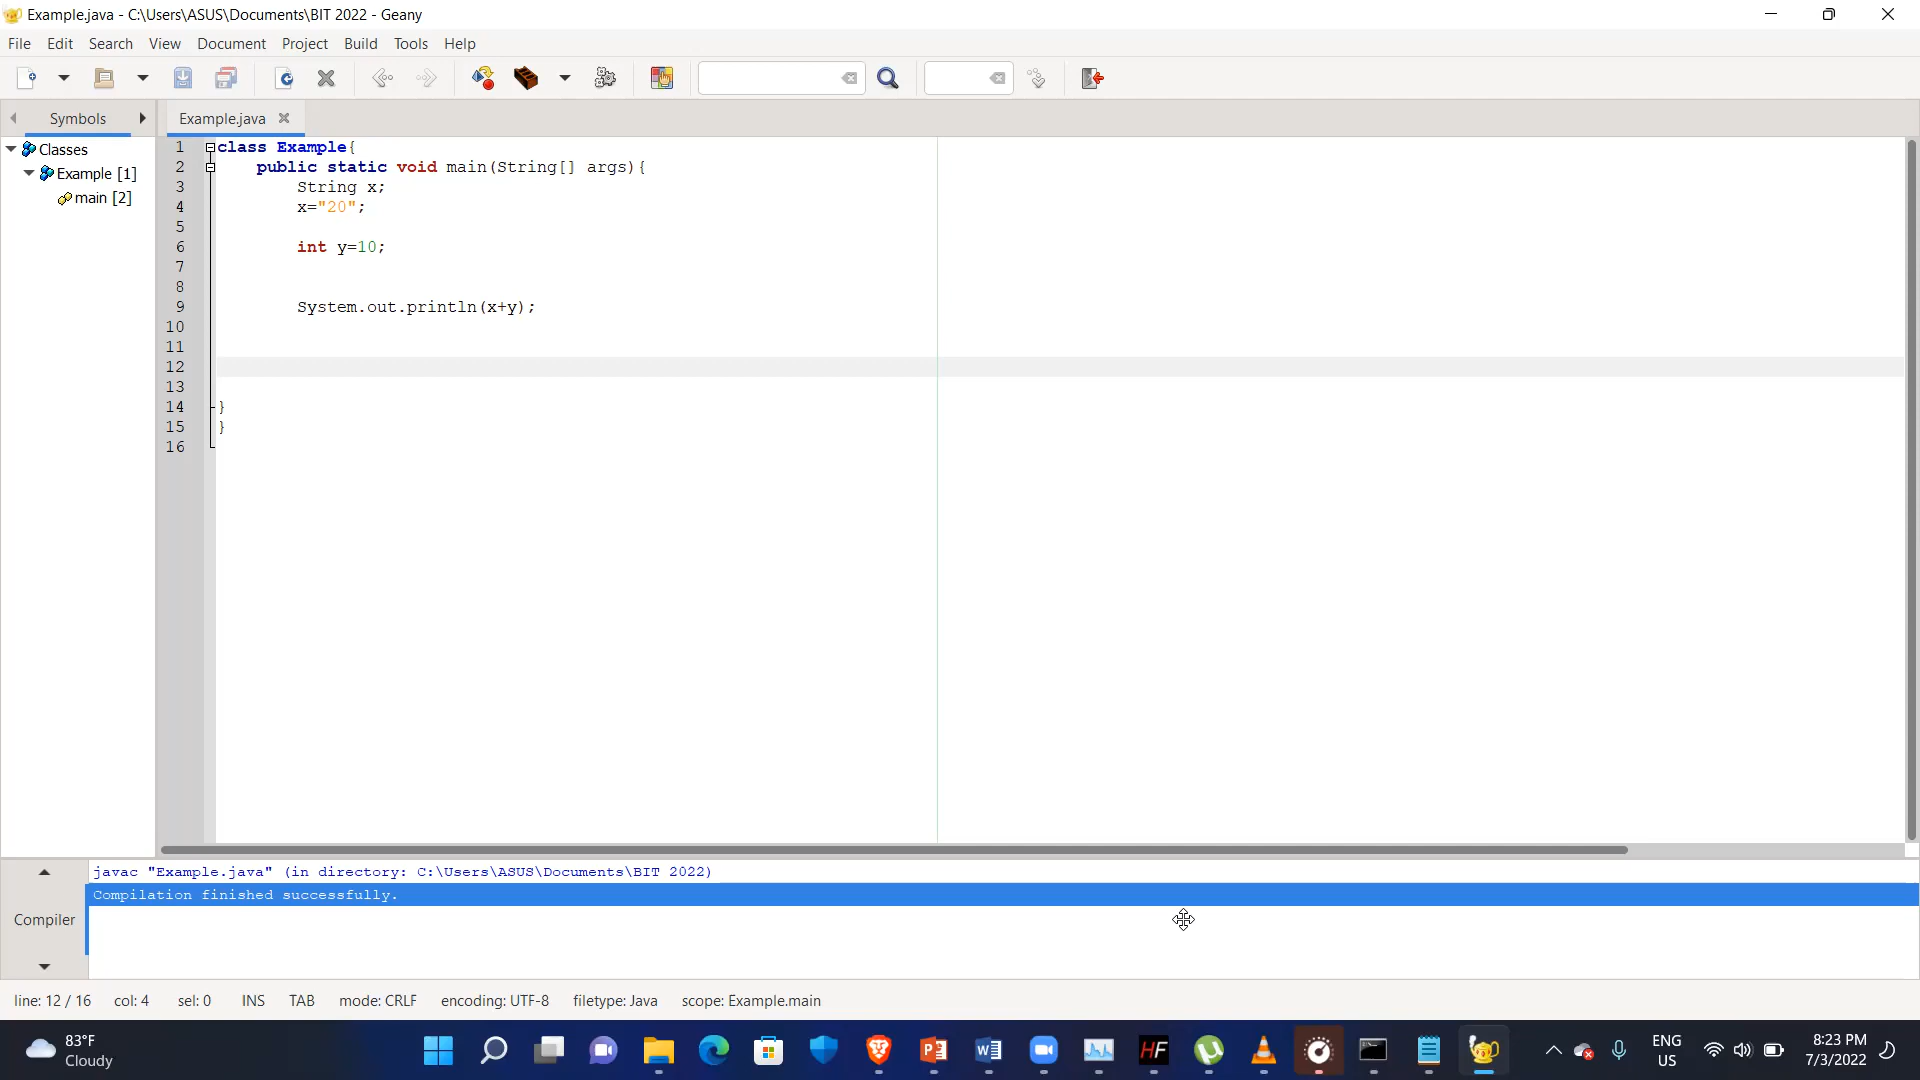 Example.java - C:\Users\ASUS\Documents\BIT 2022 - Geany
File Edit Search View Document Project Build Tools Help
Symbols
Example.java
Classes
Example [1]
main [2]
1 class Example{
2 public static void main(String[] args){
3 String x;
4 x="20";
5
6 int y=10;
7
8
9 System.out.println(x+y);
10
11
12
13
14 }
15 }
16
javac "Example.java" (in directory: C:\Users\ASUS\Documents\BIT 2022)
Compilation finished successfully.
Compiler
line: 12 / 16 col: 4 sel: 0 INS TAB mode: CRLF encoding: UTF-8 filetype: Java scope: Example.main
83°F
Cloudy
P
W
HF
ENG
US
8:23 PM
7/3/2022